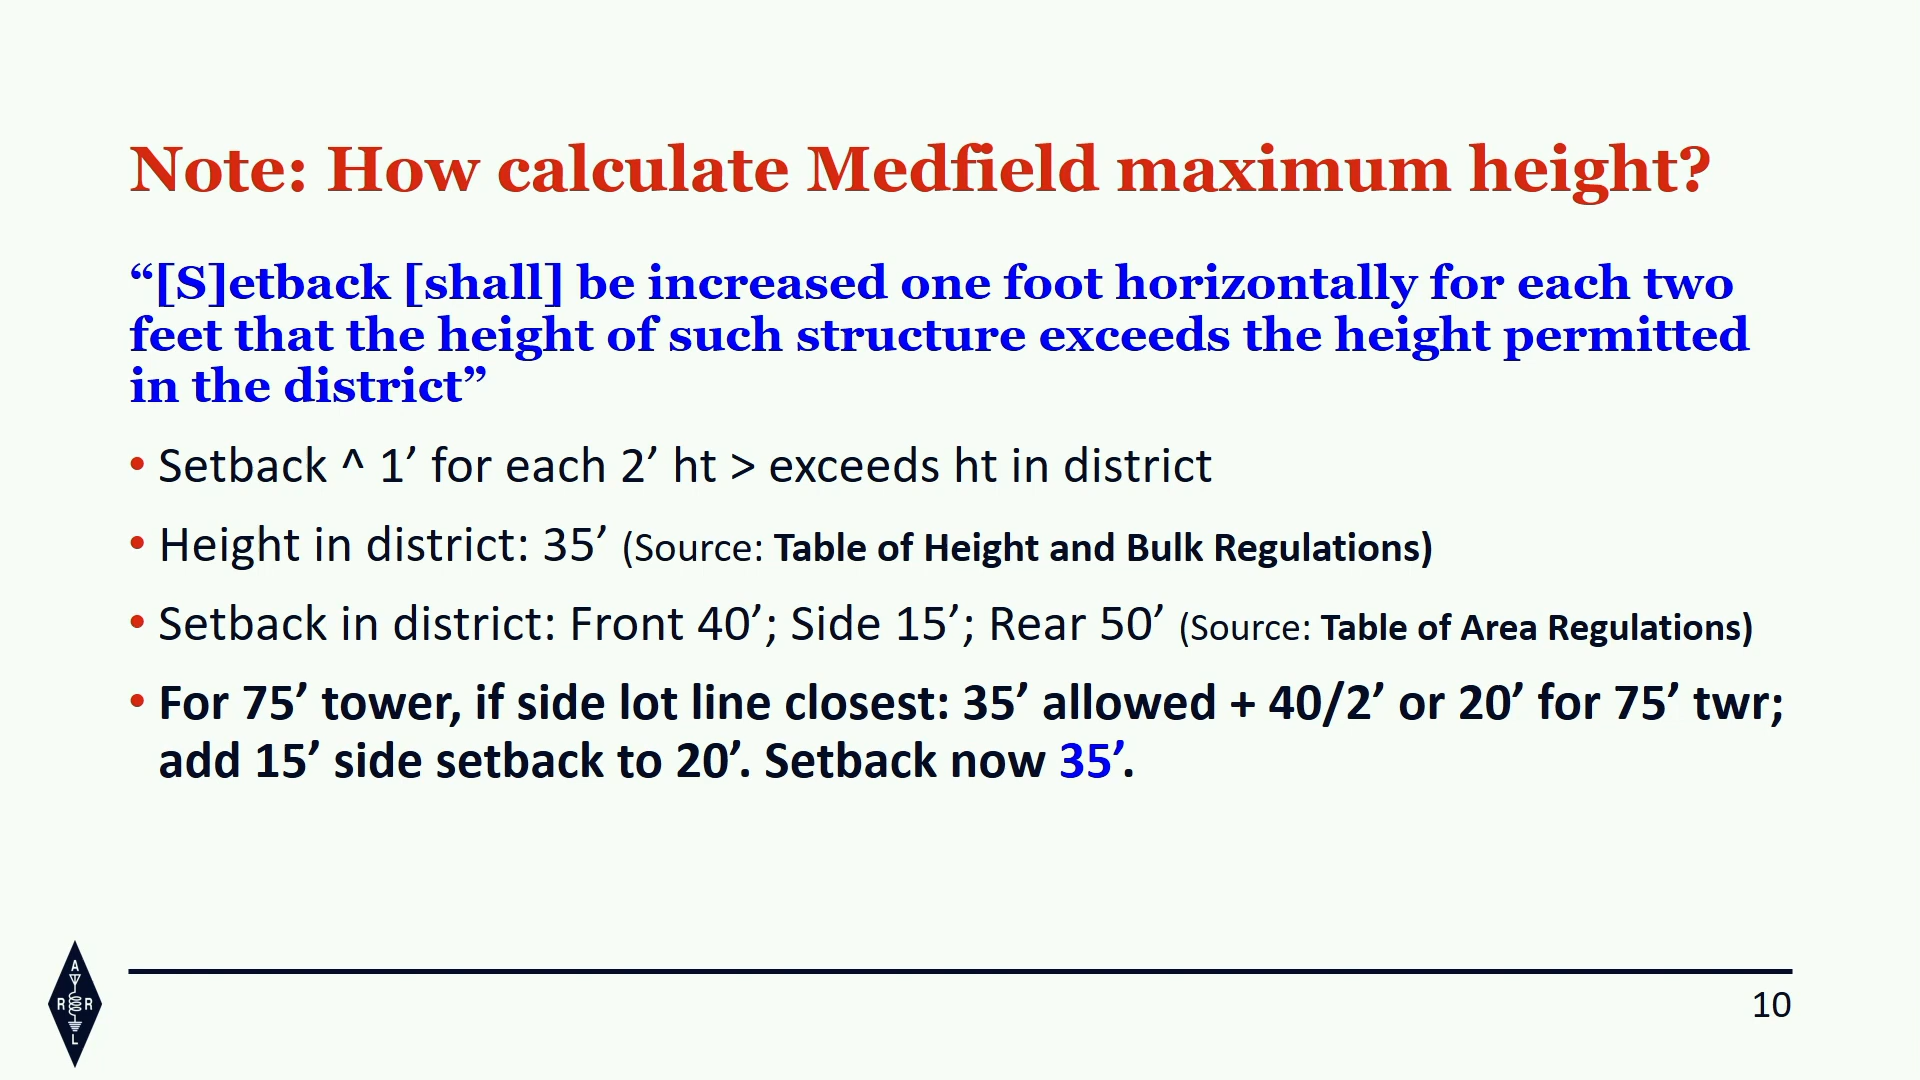 Note: How calculate Medfield maximum height?
“[S]etback [shall] be increased one foot horizontally for each two
feet that the height of such structure exceeds the height permitted
in the district”
• Setback ^ 1’ for each 2’ ht > exceeds ht in district
• Height in district: 35’ (Source: Table of Height and Bulk Regulations)
• Setback in district: Front 40’; Side 15’; Rear 50’ (Source: Table of Area Regulations)
• For 75’ tower, if side lot line closest: 35’ allowed + 40/2’ or 20’ for 75’ twr;
add 15’ side setback to 20’. Setback now 35’.
A
R R
L
10